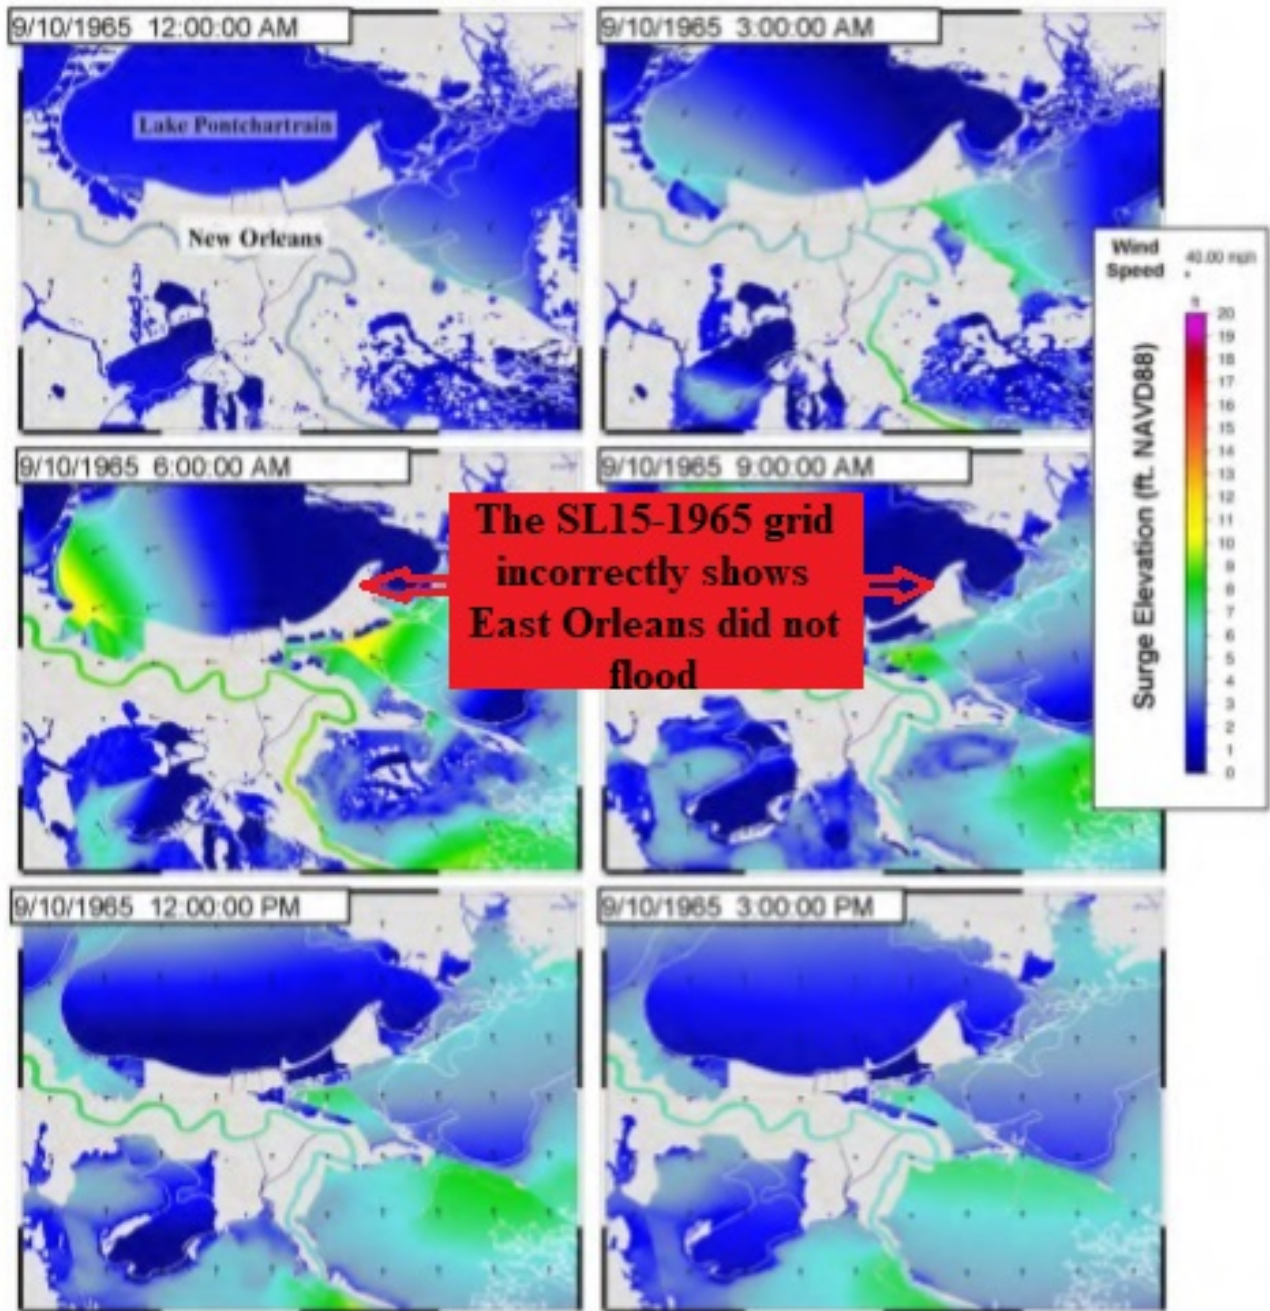 9/10/1965 12:00:00 AM
9/10/1965 3:00:00 AM
Lake Pontchartrain
New Orleans
Wind
Speed
40.00 mph
ft
20
19
18
17
16
15
14
13
12
11
10
9
8
7
6
5
4
3
2
1
0
Surge Elevation (ft. NAVD88)
9/10/1965 6:00:00 AM
9/10/1965 9:00:00 AM
The SL15-1965 grid
incorrectly shows
East Orleans did not
flood
9/10/1965 12:00:00 PM
9/10/1965 3:00:00 PM